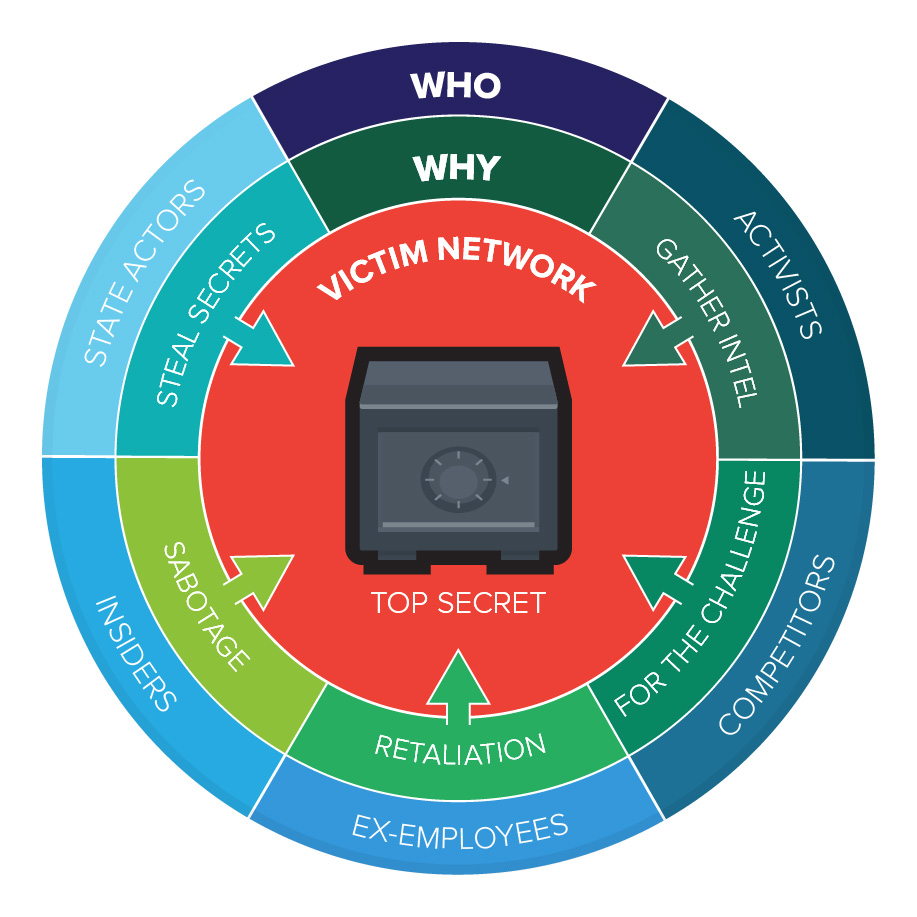 WHO
WHY
VICTIM NETWORK
STATE ACTORS
STEAL SECRETS
GATHER INTEL
ACTIVISTS
INSIDERS
SABOTAGE
TOP SECRET
FOR THE CHALLENGE
COMPETITORS
RETALIATION
EX-EMPLOYEES